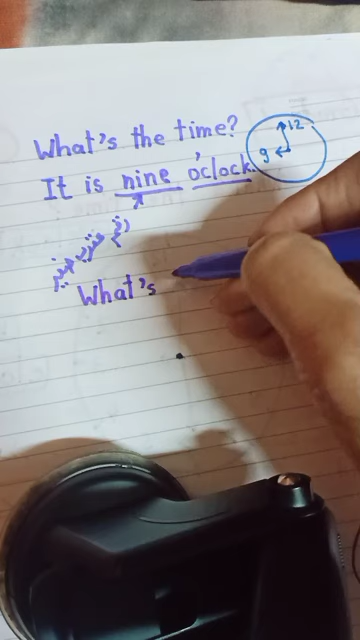 What's the time?
12
9
It is nine o'clock.
What's